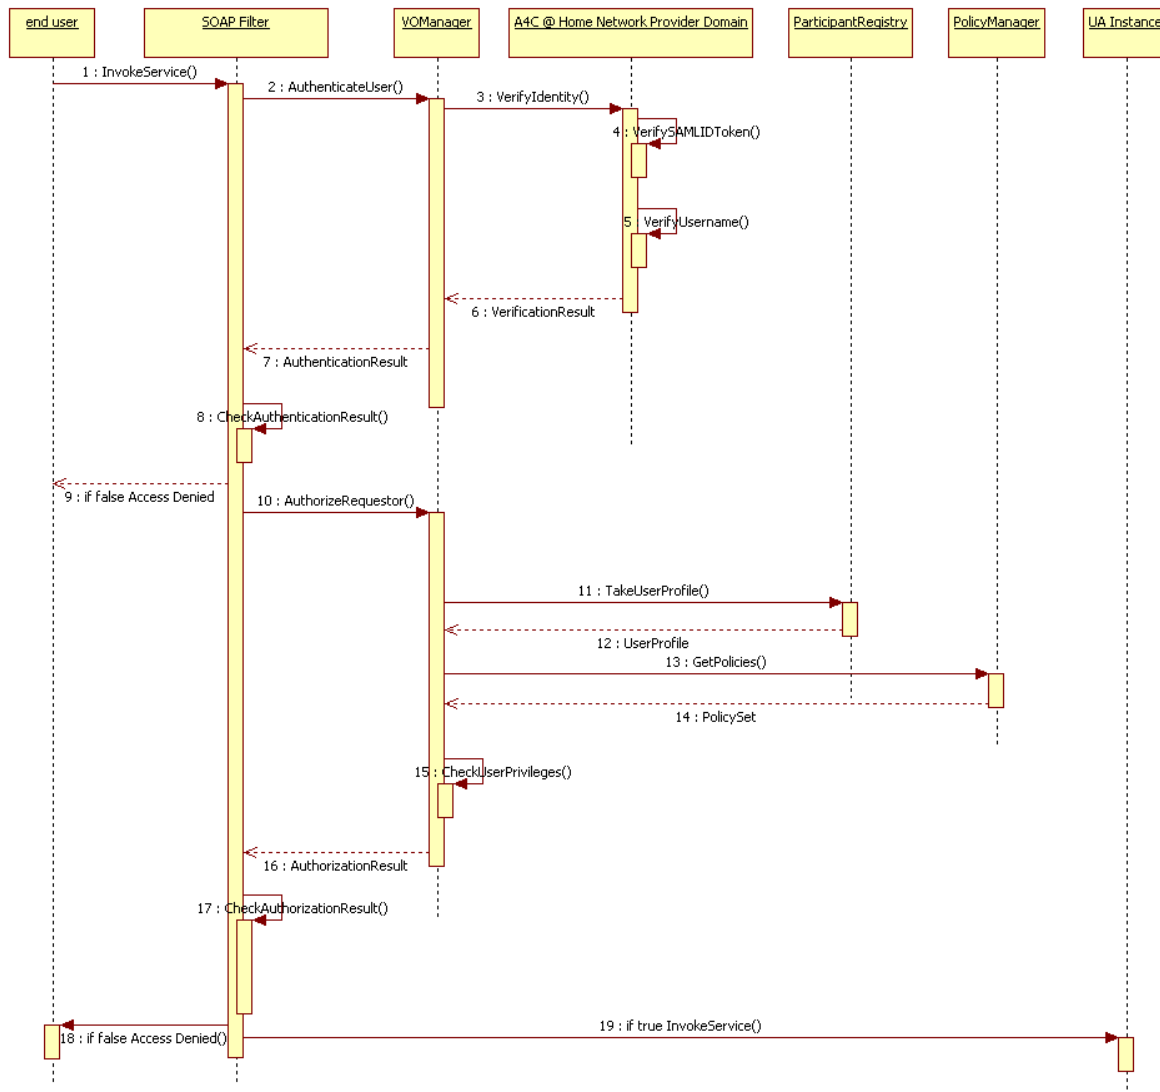 end user
SOAP Filter
VOManager
A4C @ Home Network Provider Domain
ParticipantRegistry
PolicyManager
UA Instance
1 : InvokeService()
2 : AuthenticateUser()
3 : VerifyIdentity()
4 : VerifySAMLIDToken()
5 : VerifyUsername()
6 : VerificationResult
7 : AuthenticationResult
8 : CheckAuthenticationResult()
9 : if false Access Denied
10 : AuthorizeRequestor()
11 : TakeUserProfile()
12 : UserProfile
13 : GetPolicies()
14 : PolicySet
15 : CheckUserPrivileges()
16 : AuthorizationResult
17 : CheckAuthorizationResult()
18 : if false Access Denied()
19 : if true InvokeService()